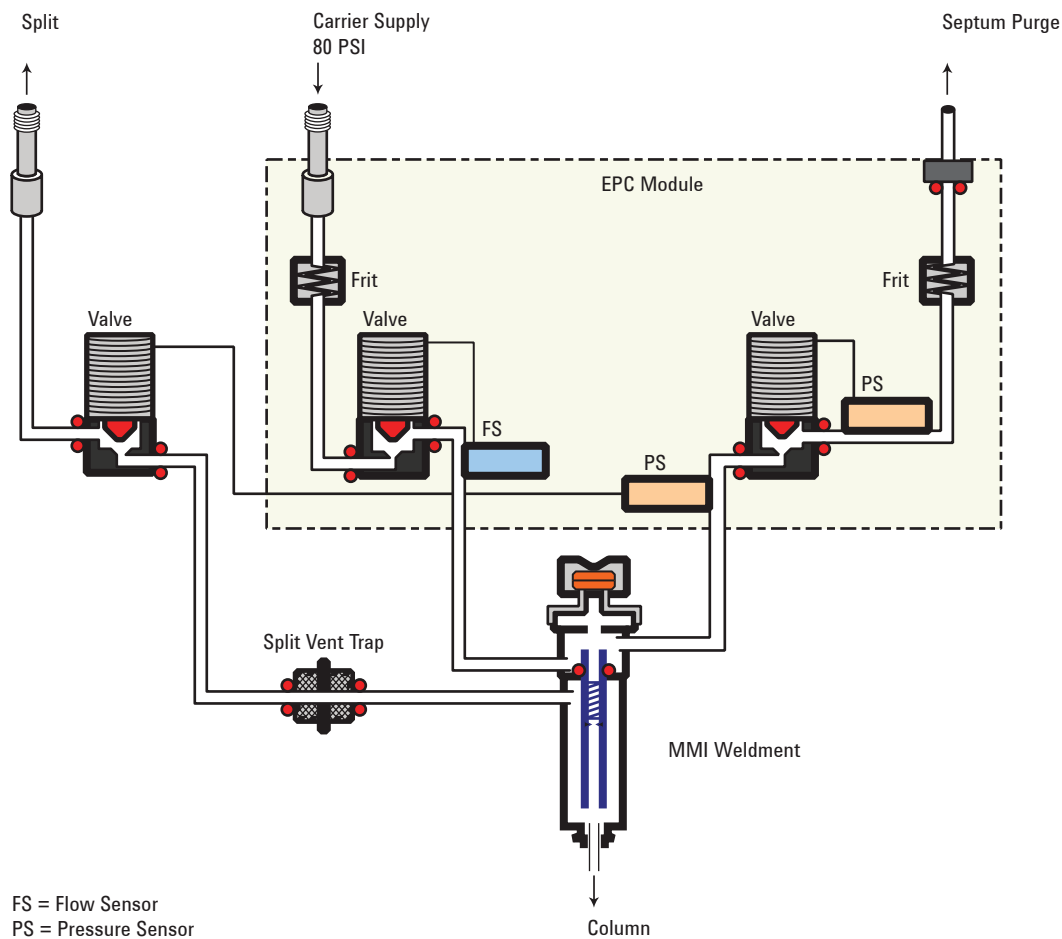 Split
Carrier Supply
80 PSI
Septum Purge
EPC Module
Frit
Frit
Valve
Valve
Valve
PS
FS
PS
Split Vent Trap
MMI Weldment
FS = Flow Sensor
PS = Pressure Sensor
Column